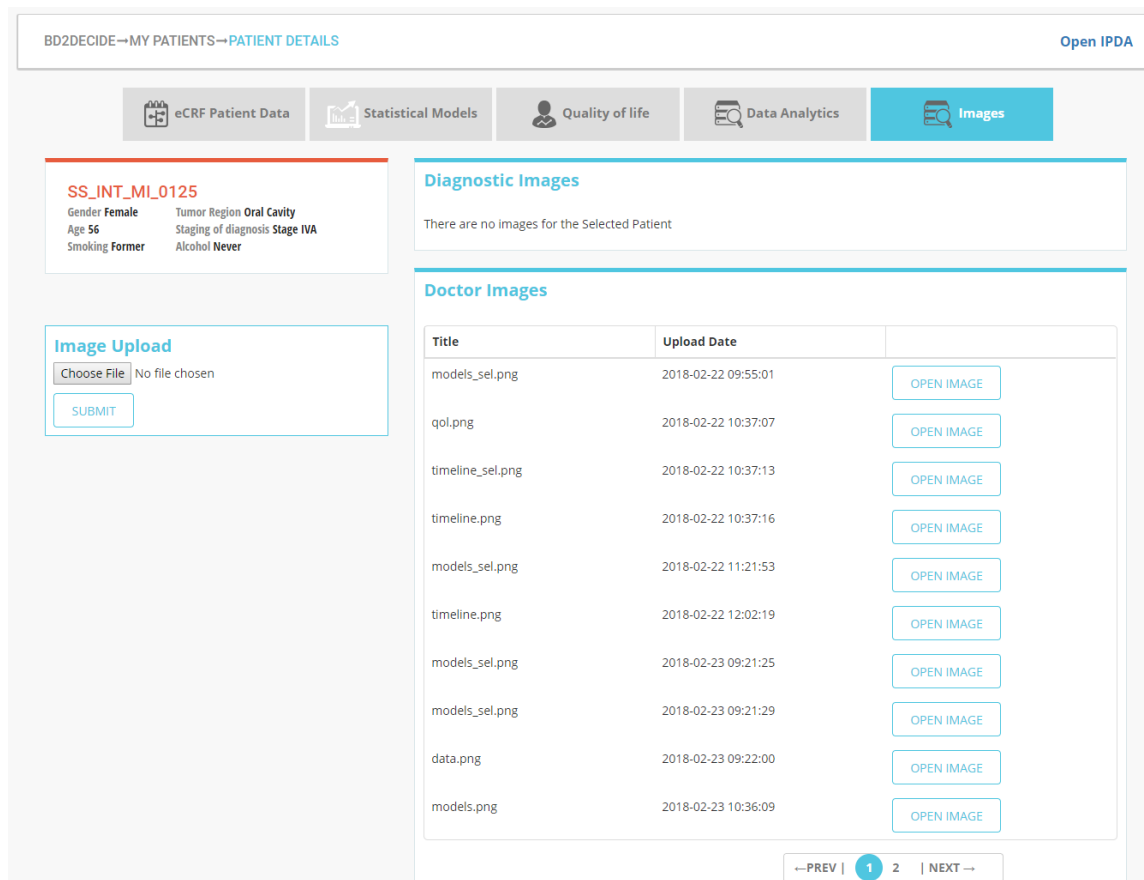 BD2DECIDE→MY PATIENTS→PATIENT DETAILS
Open IPDA
eCRF Patient Data
Statistical Models
Quality of life
Data Analytics
Images
SS_INT_MI_0125
Gender Female Tumor Region Oral Cavity
Age 56 Staging of diagnosis Stage IVA
Smoking Former Alcohol Never
Image Upload
Choose File No file chosen
SUBMIT
Diagnostic Images
There are no images for the Selected Patient
Doctor Images
Title Upload Date
models_sel.png 2018-02-22 09:55:01 OPEN IMAGE
qol.png 2018-02-22 10:37:07 OPEN IMAGE
timeline_sel.png 2018-02-22 10:37:13 OPEN IMAGE
timeline.png 2018-02-22 10:37:16 OPEN IMAGE
models_sel.png 2018-02-22 11:21:53 OPEN IMAGE
timeline.png 2018-02-22 12:02:19 OPEN IMAGE
models_sel.png 2018-02-23 09:21:25 OPEN IMAGE
models_sel.png 2018-02-23 09:21:29 OPEN IMAGE
data.png 2018-02-23 09:22:00 OPEN IMAGE
models.png 2018-02-23 10:36:09 OPEN IMAGE
←PREV | 1 2 | NEXT→